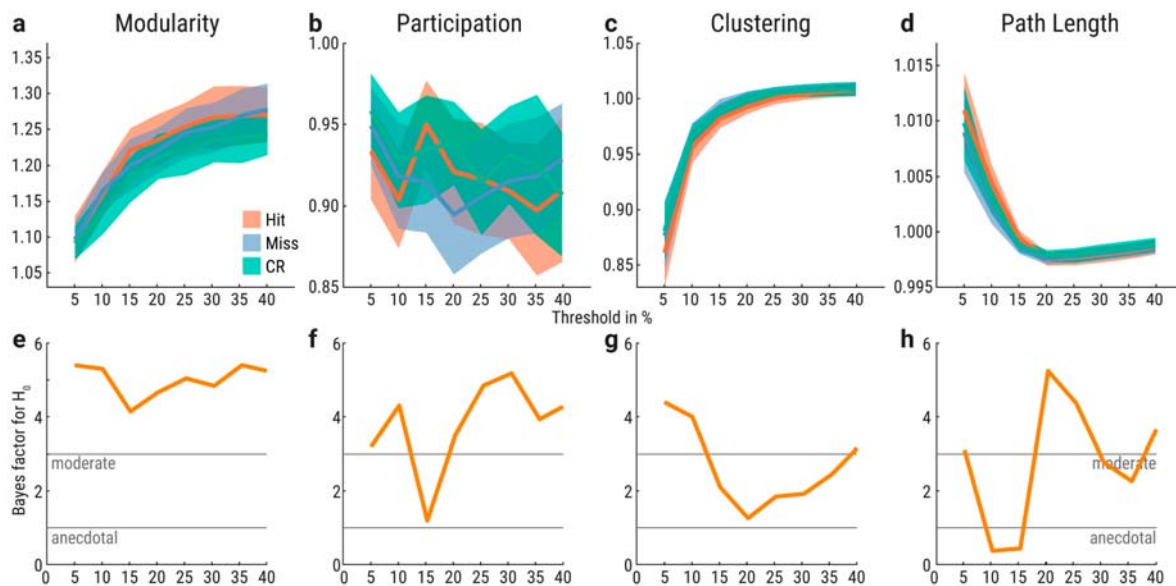 a Modularity
1.35
1.30
1.25
1.20
1.15
1.10
1.05
Hit
Miss
CR
5 10 15 20 25 30 35 40
b Participation
1.00
0.95
0.90
0.85
5 10 15 20 25 30 35 40
c Clustering
1.05
1.00
0.95
0.90
0.85
5 10 15 20 25 30 35 40
d Path Length
1.015
1.010
1.005
1.000
0.995
5 10 15 20 25 30 35 40
Threshold in %
e
Bayes factor for H0
6
4
2
0
moderate
anecdotal
0 5 10 15 20 25 30 35 40
f
6
4
2
0
5 10 15 20 25 30 35 40
g
6
4
2
0
5 10 15 20 25 30 35 40
h
6
4
2
0
moderate
anecdotal
5 10 15 20 25 30 35 40